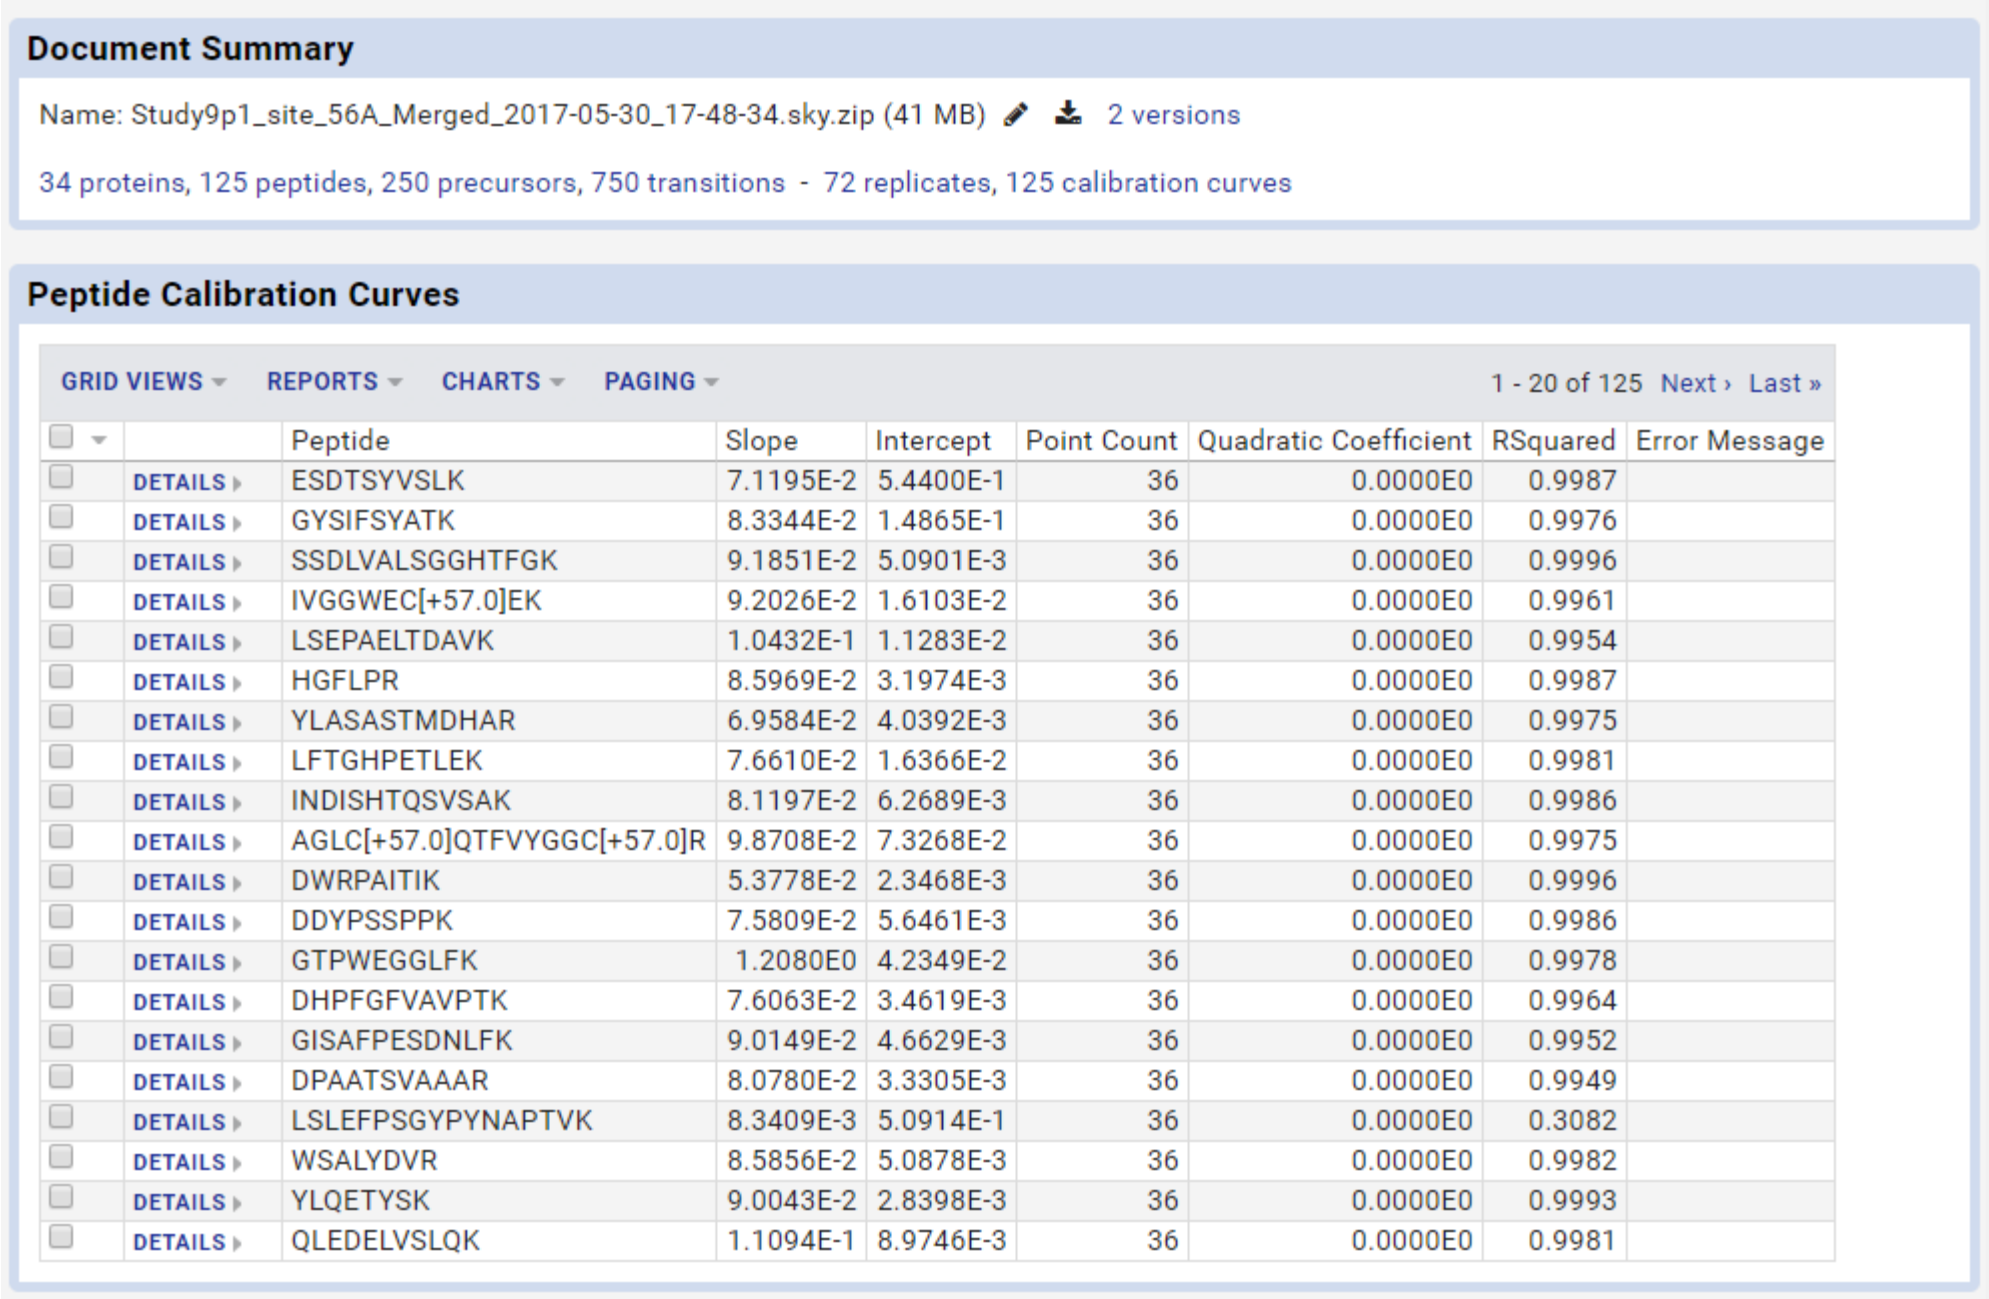 Document Summary
Name: Study9p1_site_56A_Merged_2017-05-30_17-48-34.sky.zip (41 MB) 2 versions
34 proteins, 125 peptides, 250 precursors, 750 transitions - 72 replicates, 125 calibration curves
Peptide Calibration Curves
GRID VIEWS REPORTS CHARTS PAGING 1 - 20 of 125 Next › Last »
Peptide Slope Intercept Point Count Quadratic Coefficient RSquared Error Message
DETAILS ESDTSYVSLK 7.1195E-2 5.4400E-1 36 0.0000E0 0.9987
DETAILS GYSIFSYATK 8.3344E-2 1.4865E-1 36 0.0000E0 0.9976
DETAILS SSDLVALSGGHTFGK 9.1851E-2 5.0901E-3 36 0.0000E0 0.9996
DETAILS IVGGWEC[+57.0]EK 9.2026E-2 1.6103E-2 36 0.0000E0 0.9961
DETAILS LSEPAELTDAVK 1.0432E-1 1.1283E-2 36 0.0000E0 0.9954
DETAILS HGFLPR 8.5969E-2 3.1974E-3 36 0.0000E0 0.9987
DETAILS YLASASTMDHAR 6.9584E-2 4.0392E-3 36 0.0000E0 0.9975
DETAILS LFTGHPETLEK 7.6610E-2 1.6366E-2 36 0.0000E0 0.9981
DETAILS INDISHTQSVSAK 8.1197E-2 6.2689E-3 36 0.0000E0 0.9986
DETAILS AGLC[+57.0]QTFVYGGC[+57.0]R 9.8708E-2 7.3268E-2 36 0.0000E0 0.9975
DETAILS DWRPAITIK 5.3778E-2 2.3468E-3 36 0.0000E0 0.9996
DETAILS DDYPSSPPK 7.5809E-2 5.6461E-3 36 0.0000E0 0.9986
DETAILS GTPWEGGLFK 1.2080E0 4.2349E-2 36 0.0000E0 0.9978
DETAILS DHPFGFVAVPTK 7.6063E-2 3.4619E-3 36 0.0000E0 0.9964
DETAILS GISAFPESDNLFK 9.0149E-2 4.6629E-3 36 0.0000E0 0.9952
DETAILS DPAATSVAAAR 8.0780E-2 3.3305E-3 36 0.0000E0 0.9949
DETAILS LSLEFPSGYPYNAPTVK 8.3409E-3 5.0914E-1 36 0.0000E0 0.3082
DETAILS WSALYDVR 8.5856E-2 5.0878E-3 36 0.0000E0 0.9982
DETAILS YLQETYSK 9.0043E-2 2.8398E-3 36 0.0000E0 0.9993
DETAILS QLEDELVSLQK 1.1094E-1 8.9746E-3 36 0.0000E0 0.9981